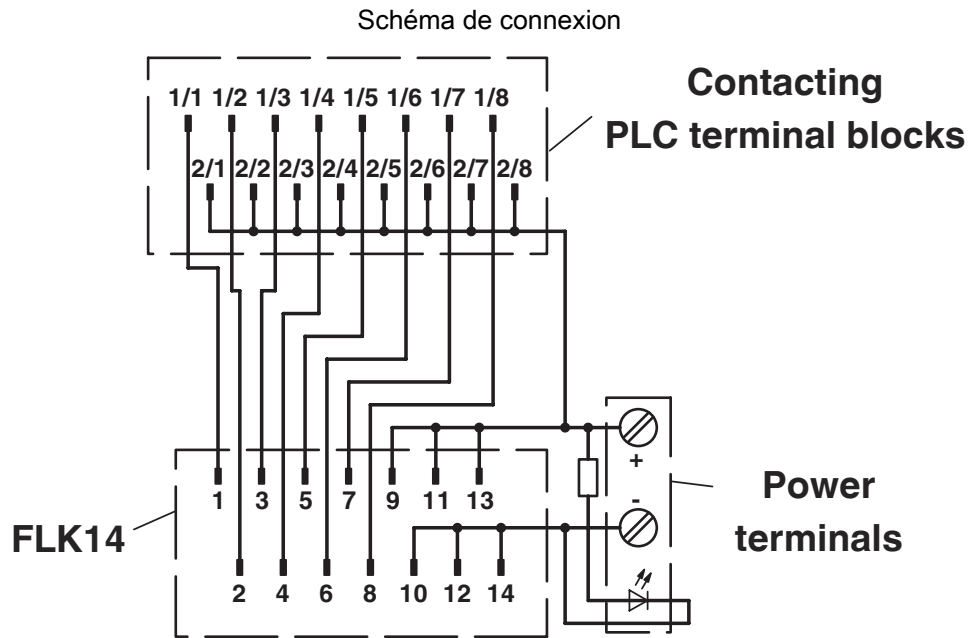 Schéma de connexion
1/1 1/2 1/3 1/4 1/5 1/6 1/7 1/8
2/1 2/2 2/3 2/4 2/5 2/6 2/7 2/8
Contacting
PLC terminal blocks
+
-
Power
terminals
FLK14
1 3 5 7 9 11 13
2 4 6 8 10 12 14